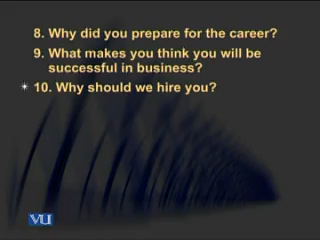 8. Why did you prepare for the career?
9. What makes you think you will be
successful in business?
10. Why should we hire you?
VU